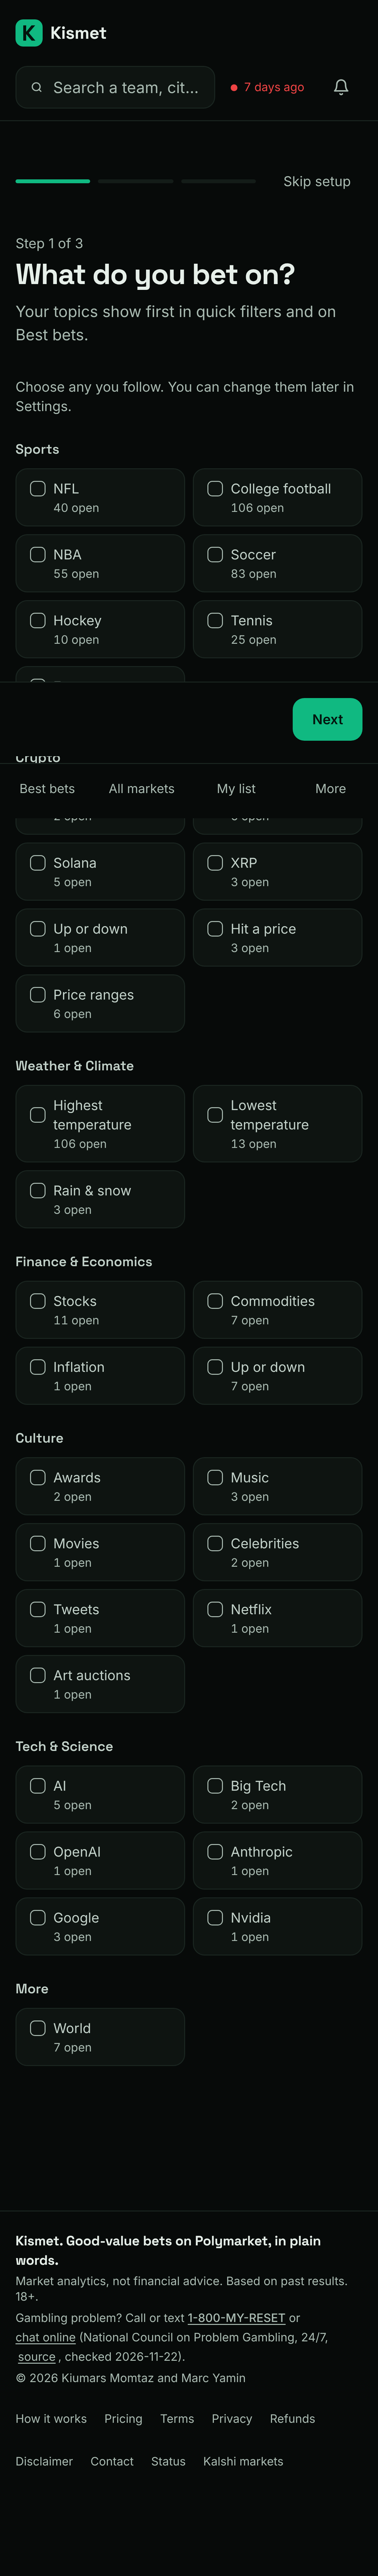 Kismet
Search a team, cit...
7 days ago
Skip setup
Step 1 of 3
What do you bet on?
Your topics show first in quick filters and on
Best bets.
Choose any you follow. You can change them later in
Settings.
Sports
NFL
40 open
College football
106 open
NBA
55 open
Soccer
83 open
Hockey
10 open
Tennis
25 open
Next
Crypto
Best bets
All markets
My list
More
Solana
5 open
XRP
3 open
Up or down
1 open
Hit a price
3 open
Price ranges
6 open
Weather & Climate
Highest
temperature
106 open
Lowest
temperature
13 open
Rain & snow
3 open
Finance & Economics
Stocks
11 open
Commodities
7 open
Inflation
1 open
Up or down
7 open
Culture
Awards
2 open
Music
3 open
Movies
1 open
Celebrities
2 open
Tweets
1 open
Netflix
1 open
Art auctions
1 open
Tech & Science
AI
5 open
Big Tech
2 open
OpenAI
1 open
Anthropic
1 open
Google
3 open
Nvidia
1 open
More
World
7 open
Kismet. Good-value bets on Polymarket, in plain
words.
Market analytics, not financial advice. Based on past results.
18+.
Gambling problem? Call or text 1-800-MY-RESET or
chat online (National Council on Problem Gambling, 24/7,
source , checked 2026-11-22).
© 2026 Kiumars Momtaz and Marc Yamin
How it works Pricing Terms Privacy Refunds
Disclaimer Contact Status Kalshi markets